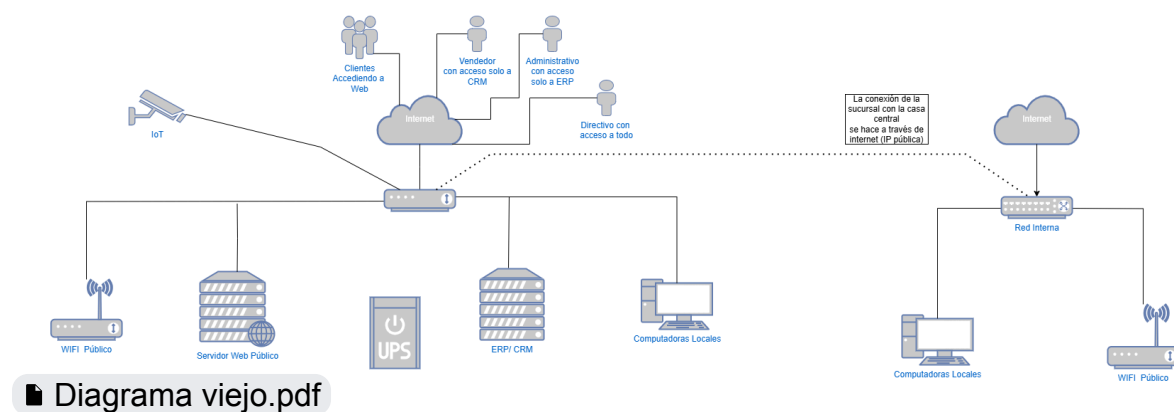 Clientes
Accediendo a
Web
Vendedor
con acceso solo a
CRM
Administrativo
con acceso
solo a ERP
Internet
Directivo con
acceso a todo
IoT
La conexión de la
sucursal con la casa
central
se hace a través de
internet (IP pública)
Internet
Red Interna
WIFI Público
Servidor Web Público
UPS
ERP/ CRM
Computadoras Locales
Computadoras Locales
WIFI Público
Diagrama viejo.pdf